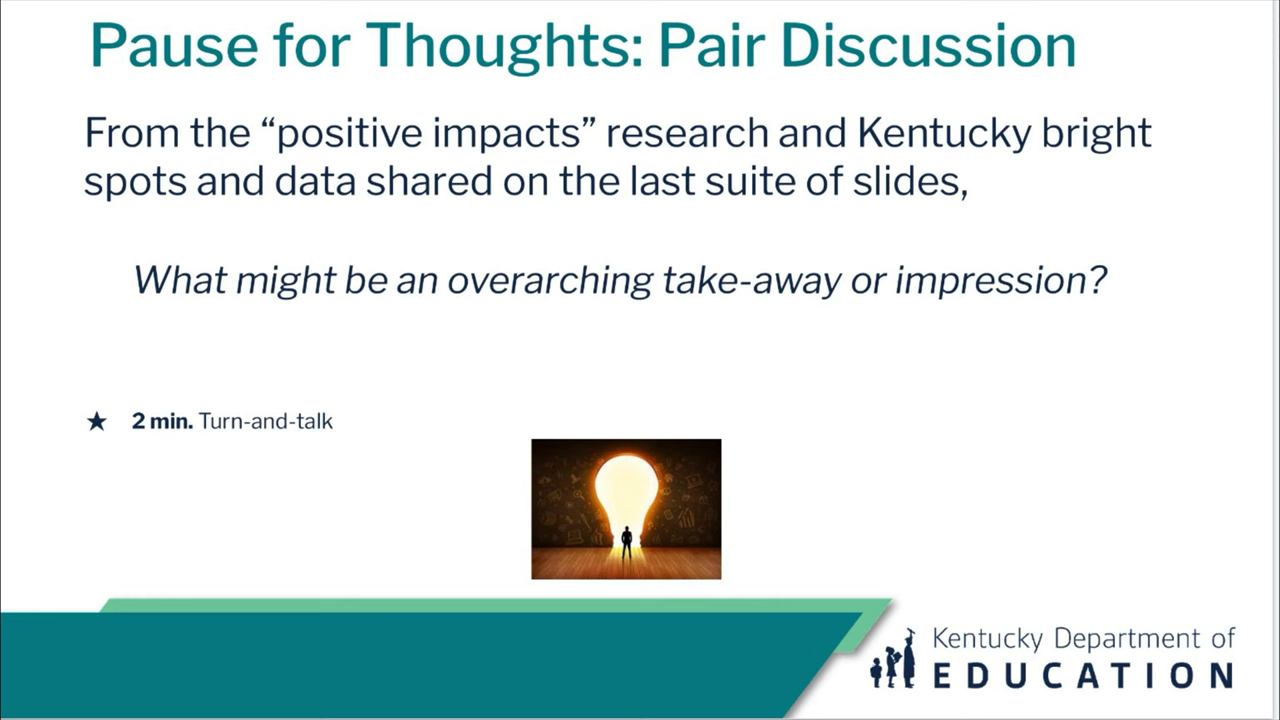 Pause for Thoughts: Pair Discussion
From the “positive impacts” research and Kentucky bright
spots and data shared on the last suite of slides,
What might be an overarching take-away or impression?
★ 2 min. Turn-and-talk
Kentucky Department of
EDUCATION